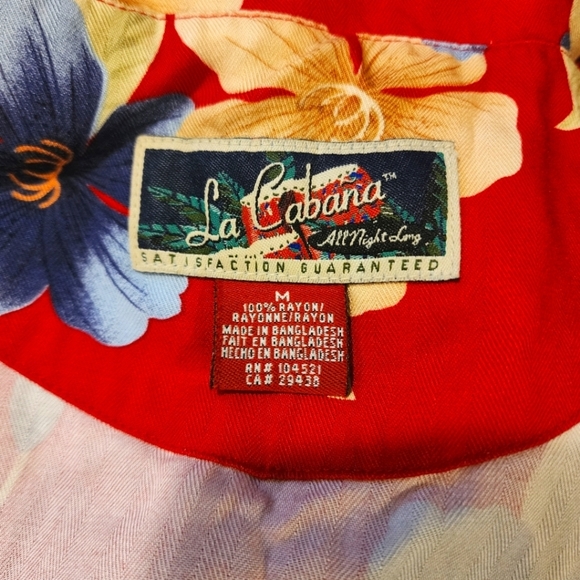 La Cabana™
All Night Long
SATISFACTION GUARANTEED
M
100% RAYON/
RAYONNE/RAYON
MADE IN BANGLADESH
FAIT EN BANGLADESH
HECHO EN BANGLADESH
RN# 104521
CA# 29438